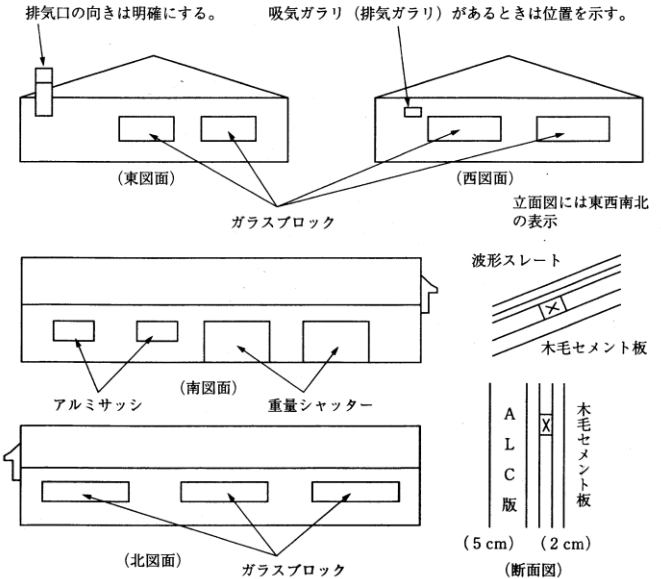 排気口の向きは明確にする。
吸気ガラリ（排気ガラリ）があるときは位置を示す。
（東図面）
（西図面）
ガラスブロック
立面図には東西南北
の表示
波形スレート
木毛セメント板
（南図面）
アルミサッシ
重量シャッター
ALC版
木毛セメント板
（5 cm）
（2 cm）
（断面図）
（北図面）
ガラスブロック